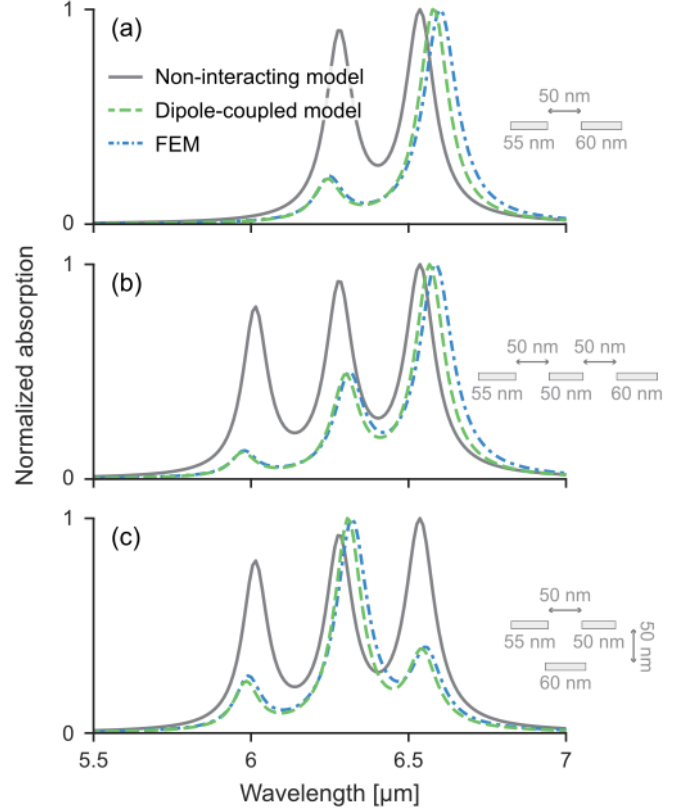 Normalized absorption
1
(a)
Non-interacting model
Dipole-coupled model
FEM
0
50 nm
55 nm 60 nm
1
(b)
0
50 nm 50 nm
55 nm 50 nm 60 nm
1
(c)
0
50 nm
55 nm 50 nm
50 nm
60 nm
5.5 6 6.5 7
Wavelength [μm]